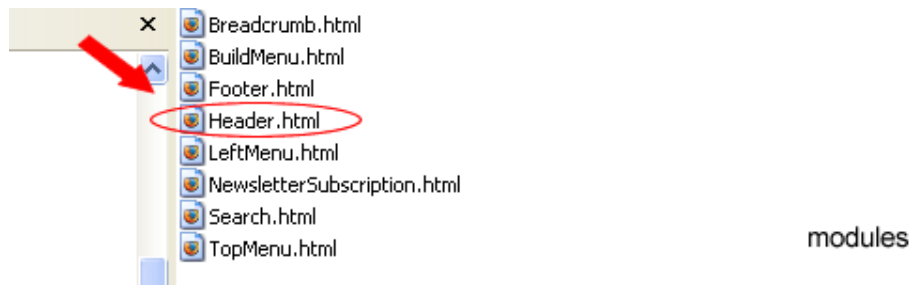 Breadcrumb.html
BuildMenu.html
Footer.html
Header.html
LeftMenu.html
NewsletterSubscription.html
Search.html
TopMenu.html
modules